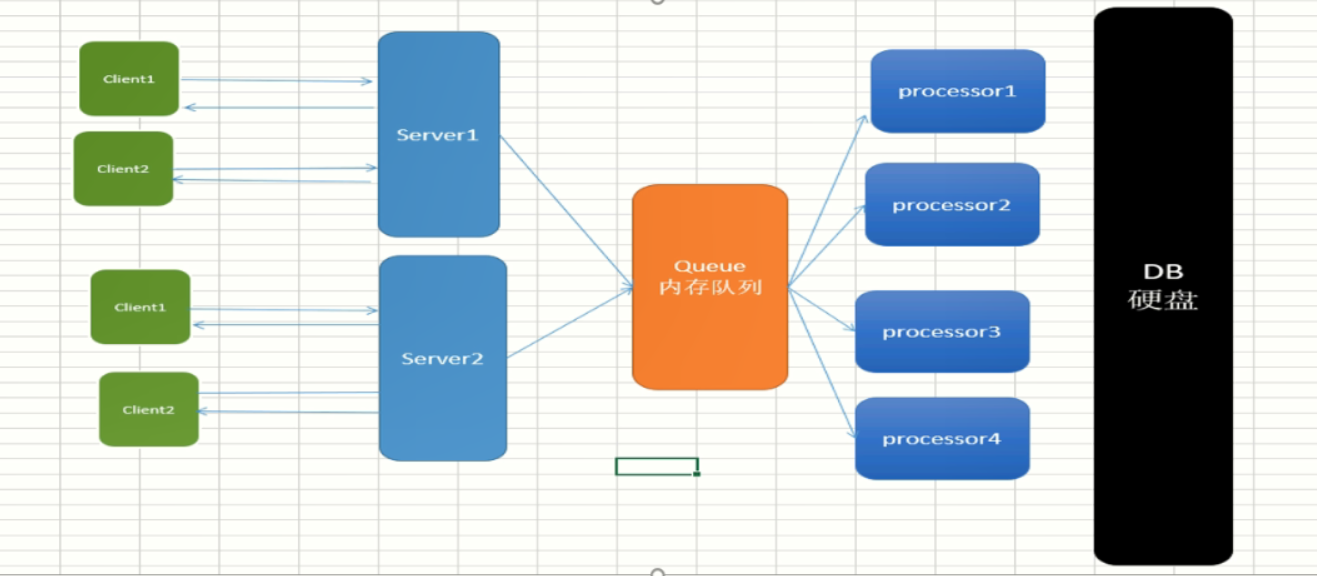 Client1
Client2
Client1
Client2
Server1
Server2
Queue
内存队列
processor1
processor2
processor3
processor4
DB
硬盘